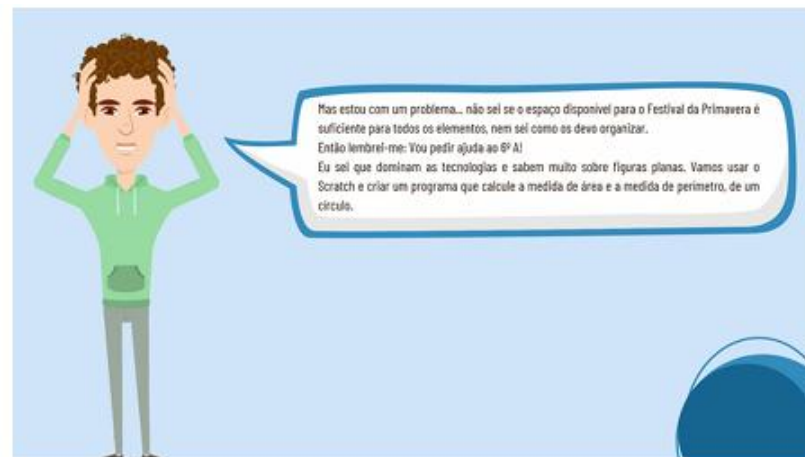 Mas estou com um problema... não sei se o espaço disponível para o Festival da Primavera é
suficiente para todos os elementos, nem sei como os devo organizar.
Então lembrei-me: Vou pedir ajuda ao 6º A!
Eu sei que dominam as tecnologias e sabem muito sobre figuras planas. Vamos usar o
Scratch e criar um programa que calcule a medida de área e a medida de perímetro, de um
círculo.